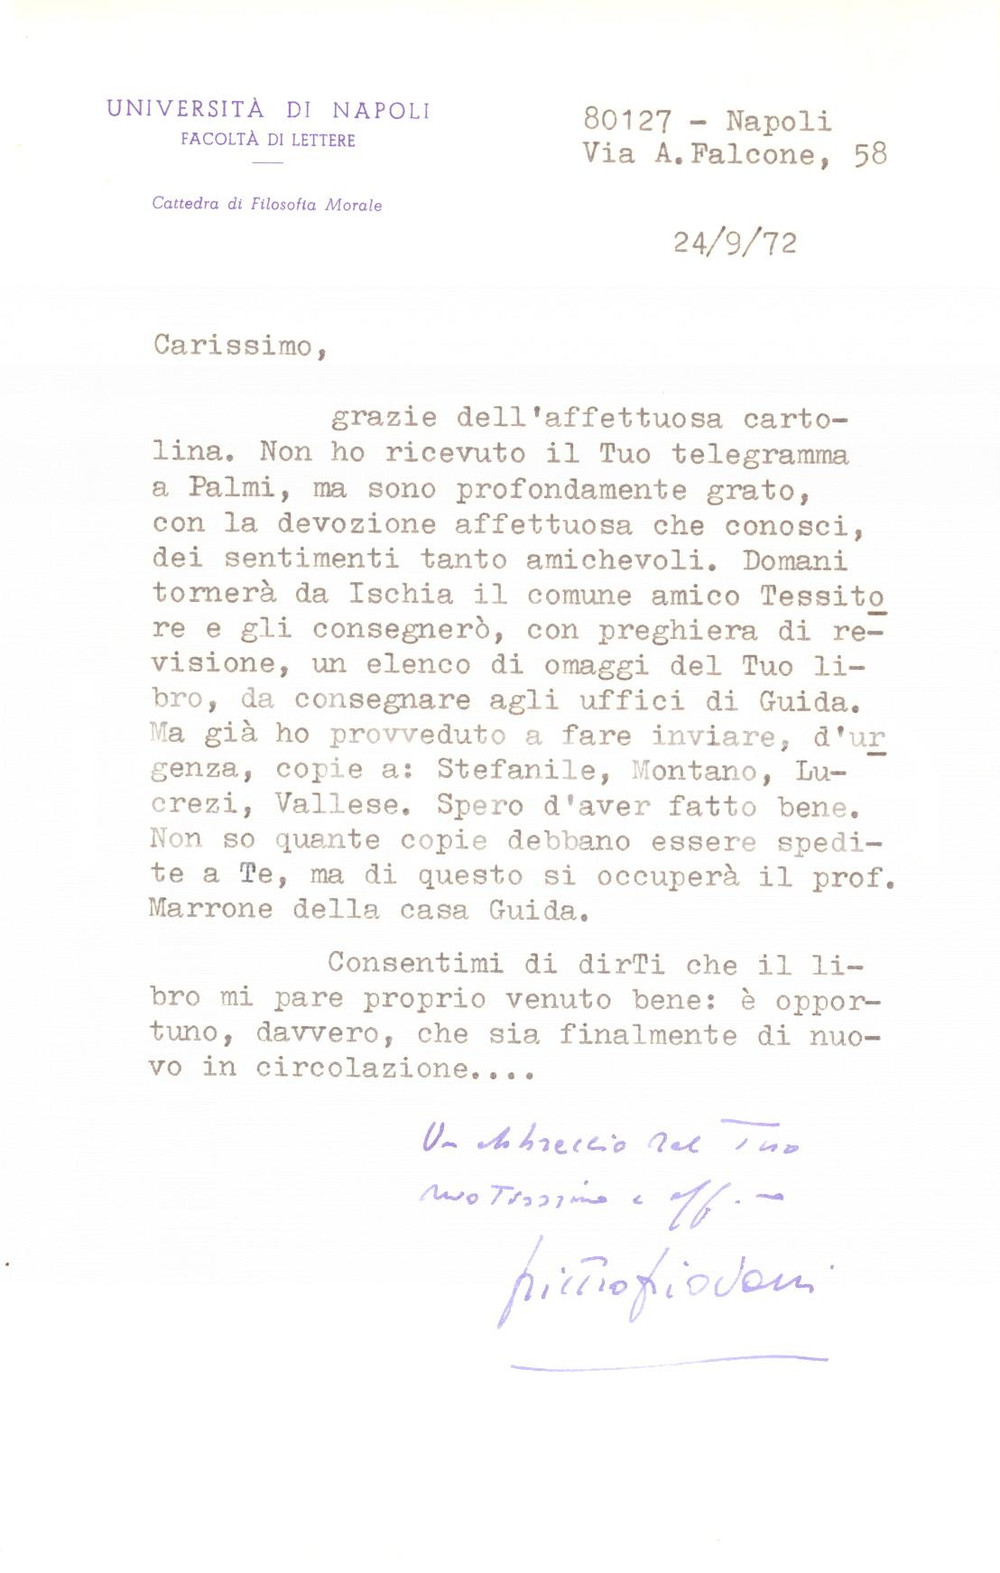 UNIVERSITÀ DI NAPOLI
FACOLTÀ DI LETTERE
Cattedra di Filosofia Morale
80127 - Napoli
Via A.Falcone, 58
24/9/72
Carissimo,
grazie dell'affettuosa carto-
lina. Non ho ricevuto il Tuo telegramma
a Palmi, ma sono profondamente grato,
con la devozione affettuosa che conosci,
dei sentimenti tanto amichevoli. Domani
tornerà da Ischia il comune amico Tessito
re e gli consegnerò, con preghiera di re-
visione, un elenco di omaggi del Tuo li-
bro, da consegnare agli uffici di Guida.
Ma già ho provveduto a fare inviare, d'ur
genza, copie a: Stefanile, Montano, Lu-
crezi, Vallese. Spero d'aver fatto bene.
Non so quante copie debbano essere spedi-
te a Te, ma di questo si occuperà il prof.
Marrone della casa Guida.
Consentimi di dirTi che il li-
bro mi pare proprio venuto bene: è oppor-
tuno, davvero, che sia finalmente di nuo-
vo in circolazione....
Un abbraccio dal Tuo
e aff.
pietro piovani